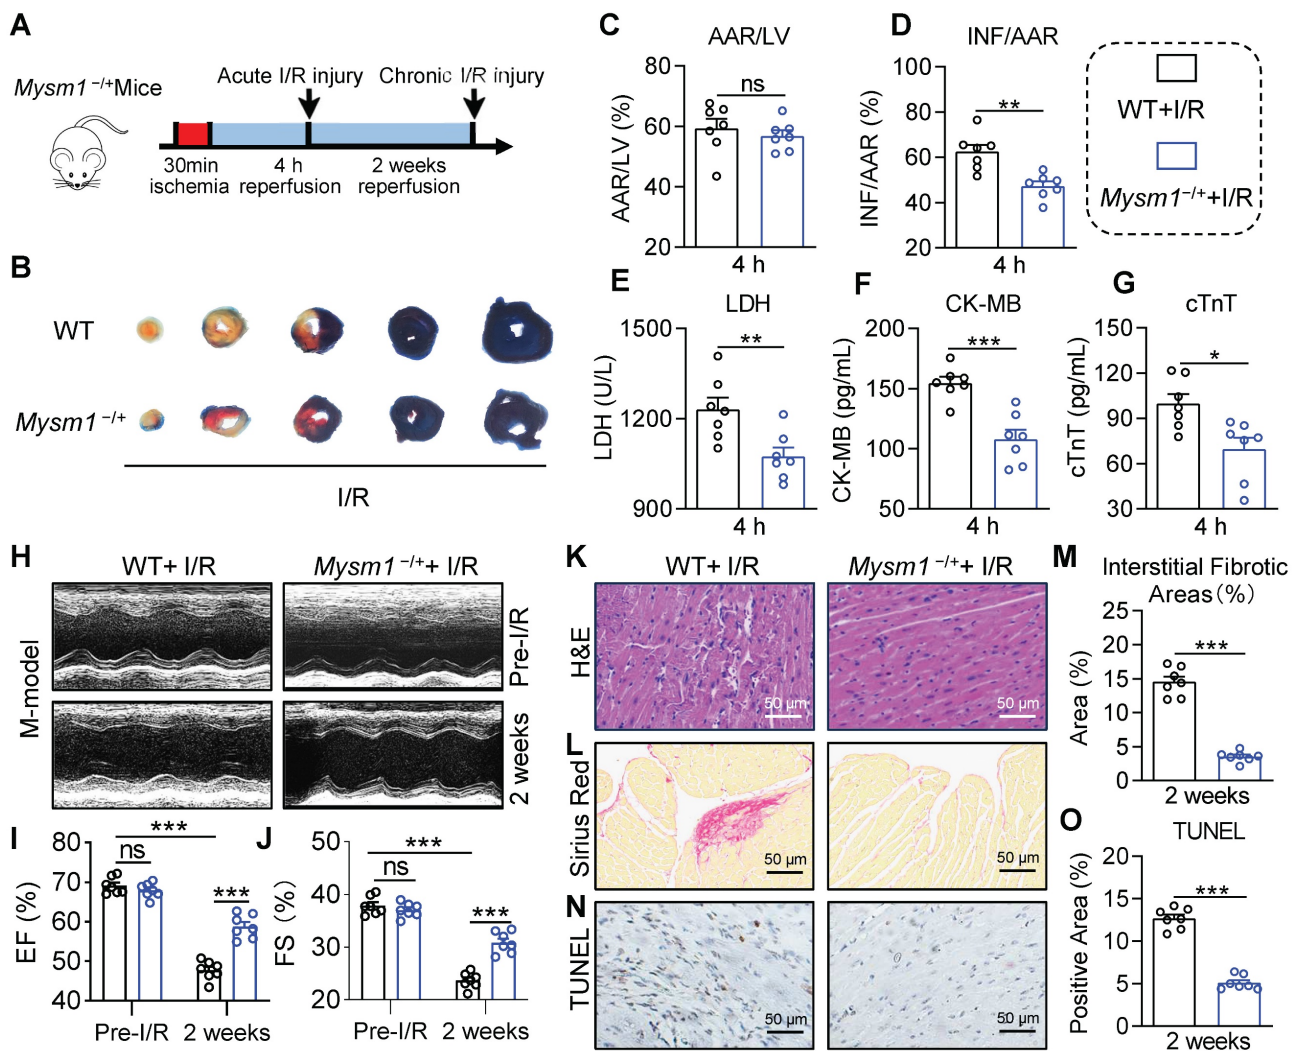 A
Mysm1−/+Mice
Acute I/R injury
Chronic I/R injury
30min
ischemia
4 h
reperfusion
2 weeks
reperfusion
B
WT
Mysm1−/+
I/R
C
AAR/LV
AAR/LV (%)
80
60
40
20
ns
4 h
D
INF/AAR
INF/AAR (%)
100
80
60
40
20
**
4 h
WT+I/R
Mysm1−/++I/R
E
LDH
LDH (U/L)
1500
1200
900
**
4 h
F
CK-MB
CK-MB (pg/mL)
200
150
100
50
***
4 h
G
cTnT
cTnT (pg/mL)
150
120
90
60
30
*
4 h
H
WT+ I/R
Mysm1−/++ I/R
M-model
Pre-I/R
2 weeks
I
EF (%)
80
70
60
50
40
***
ns
***
Pre-I/R
2 weeks
J
FS (%)
50
40
30
20
***
ns
***
Pre-I/R
2 weeks
K
WT+ I/R
Mysm1−/++ I/R
H&E
50 µm
50 µm
L
Sirius Red
50 µm
50 µm
N
TUNEL
50 µm
50 µm
M
Interstitial Fibrotic
Areas(%)
Area (%)
25
20
15
10
5
0
***
2 weeks
O
TUNEL
Positive Area (%)
20
15
10
5
0
***
2 weeks